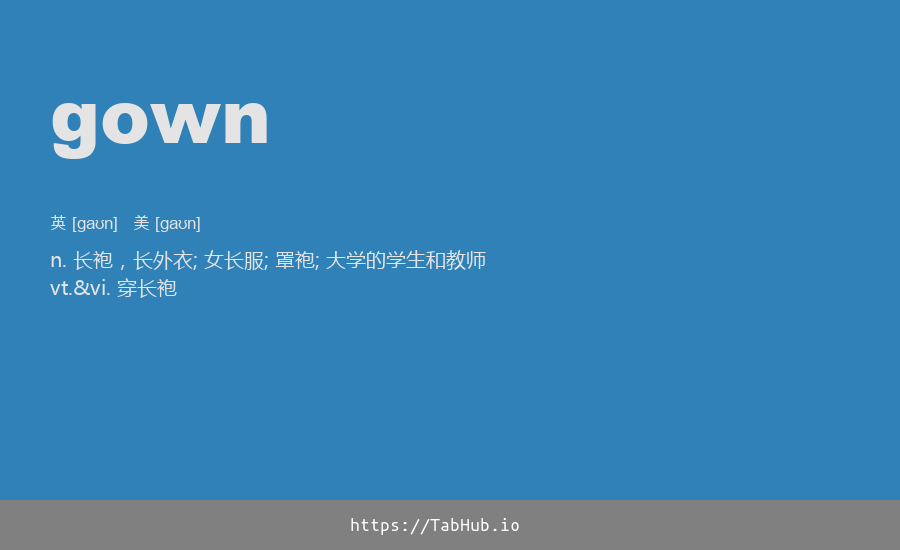 gown
英 [gaʊn] 美 [gaʊn]
n. 长袍，长外衣; 女长服; 罩袍; 大学的学生和教师
vt.&vi. 穿长袍
https://TabHub.io